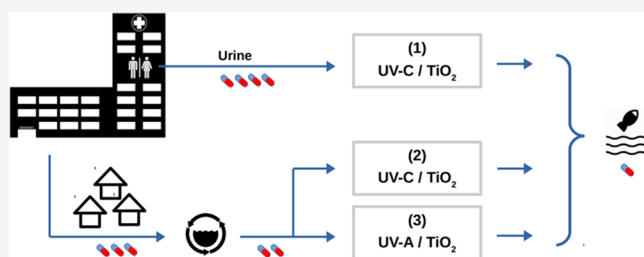 Urine
(1)
UV-C / TiO₂
(2)
UV-C / TiO₂
(3)
UV-A / TiO₂